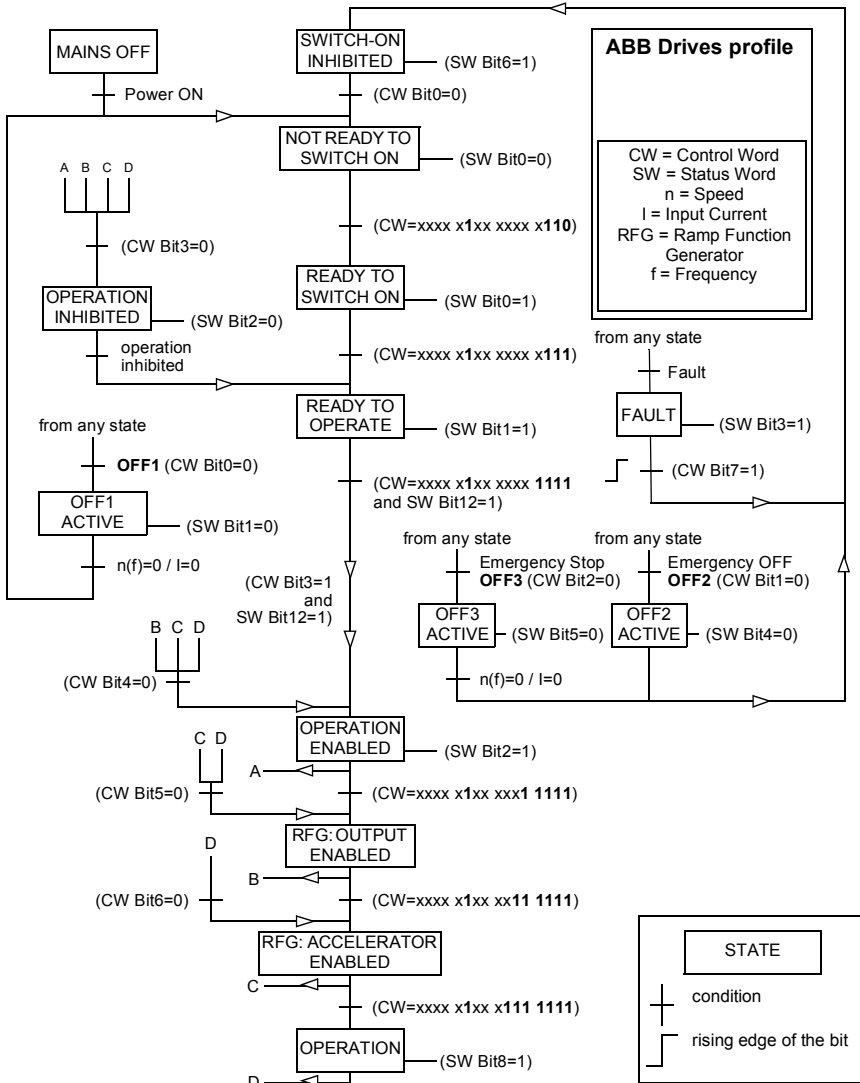 MAINS OFF
Power ON
SWITCH-ON
INHIBITED
(SW Bit6=1)
(CW Bit0=0)
NOT READY TO
SWITCH ON
(SW Bit0=0)
A B C D
(CW Bit3=0)
OPERATION
INHIBITED
(SW Bit2=0)
operation
inhibited
(CW=xxxx x1xx xxxx x110)
READY TO
SWITCH ON
(SW Bit0=1)
(CW=xxxx x1xx xxxx x111)
READY TO
OPERATE
(SW Bit1=1)
(CW=xxxx x1xx xxxx 1111
and SW Bit12=1)
ABB Drives profile
CW = Control Word
SW = Status Word
n = Speed
I = Input Current
RFG = Ramp Function
Generator
f = Frequency
from any state
Fault
FAULT
(SW Bit3=1)
(CW Bit7=1)
from any state
OFF1 (CW Bit0=0)
OFF1
ACTIVE
(SW Bit1=0)
n(f)=0 / I=0
(CW Bit3=1
and
SW Bit12=1)
from any state
Emergency Stop
OFF3 (CW Bit2=0)
OFF3
ACTIVE
(SW Bit5=0)
n(f)=0 / I=0
from any state
Emergency OFF
OFF2 (CW Bit1=0)
OFF2
ACTIVE
(SW Bit4=0)
B C D
(CW Bit4=0)
OPERATION
ENABLED
(SW Bit2=1)
A
(CW=xxxx x1xx xxx1 1111)
C D
(CW Bit5=0)
RFG: OUTPUT
ENABLED
B
(CW=xxxx x1xx xx11 1111)
D
(CW Bit6=0)
RFG: ACCELERATOR
ENABLED
C
(CW=xxxx x1xx x111 1111)
OPERATION
(SW Bit8=1)
D
STATE
condition
rising edge of the bit